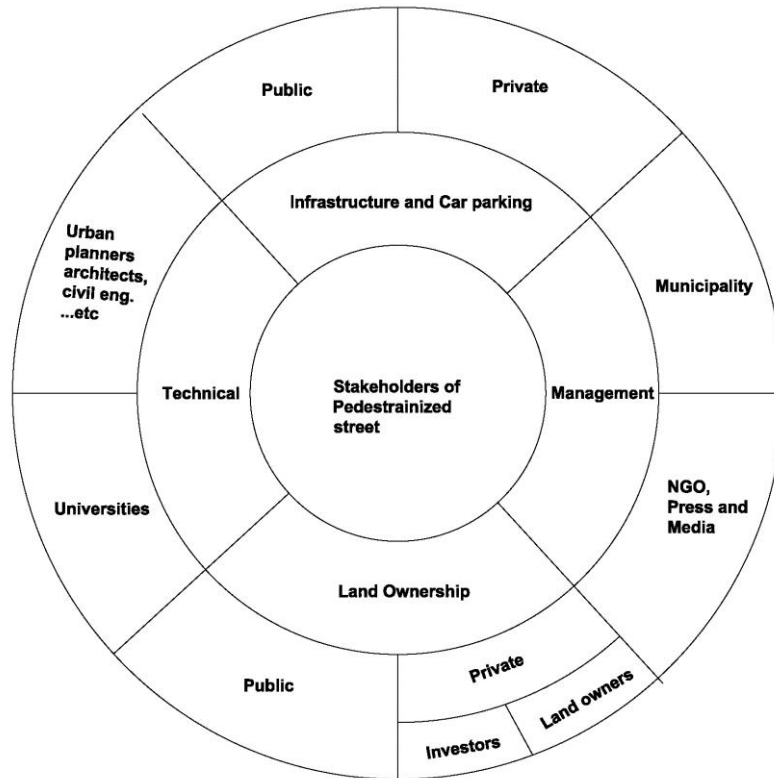 Public
Private
Infrastructure and Car parking
Urban
planners
architects,
civil eng.
...etc
Municipality
Technical
Stakeholders of
Pedestrainized
street
Management
Universities
NGO,
Press and
Media
Land Ownership
Public
Private
Investors
Land owners